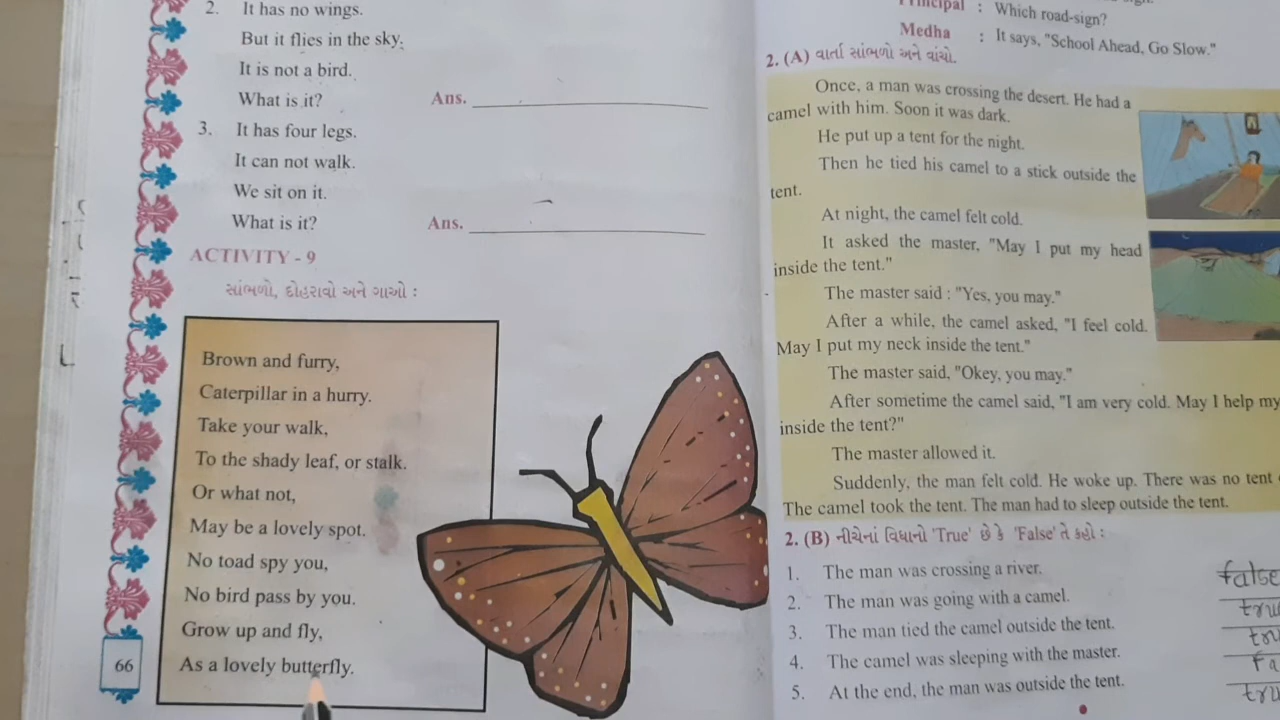 2. It has no wings.
But it flies in the sky.
It is not a bird.
What is it? Ans.
3. It has four legs.
It can not walk.
We sit on it.
What is it? Ans.
ACTIVITY - 9
સાંભળો, દોહરાવો અને ગાઓ :
Brown and furry,
Caterpillar in a hurry.
Take your walk,
To the shady leaf, or stalk.
Or what not,
May be a lovely spot.
No toad spy you,
No bird pass by you.
Grow up and fly,
As a lovely butterfly.
66
Principal : Which road-sign?
Medha : It says, "School Ahead, Go Slow."
2. (A) વાર્તા સાંભળો અને વાંચો.
Once, a man was crossing the desert. He had a
camel with him. Soon it was dark.
He put up a tent for the night.
Then he tied his camel to a stick outside the
tent.
At night, the camel felt cold.
It asked the master, "May I put my head
inside the tent."
The master said : "Yes, you may."
After a while, the camel asked, "I feel cold.
May I put my neck inside the tent."
The master said, "Okey, you may."
After sometime the camel said, "I am very cold. May I help my
inside the tent?"
The master allowed it.
Suddenly, the man felt cold. He woke up. There was no tent
The camel took the tent. The man had to sleep outside the tent.
2. (B) નીચેનાં વિધાનો 'True' છે કે 'False' તે કહો :
1. The man was crossing a river. false
2. The man was going with a camel. tru
3. The man tied the camel outside the tent. tru
4. The camel was sleeping with the master. Fa
5. At the end, the man was outside the tent. tru